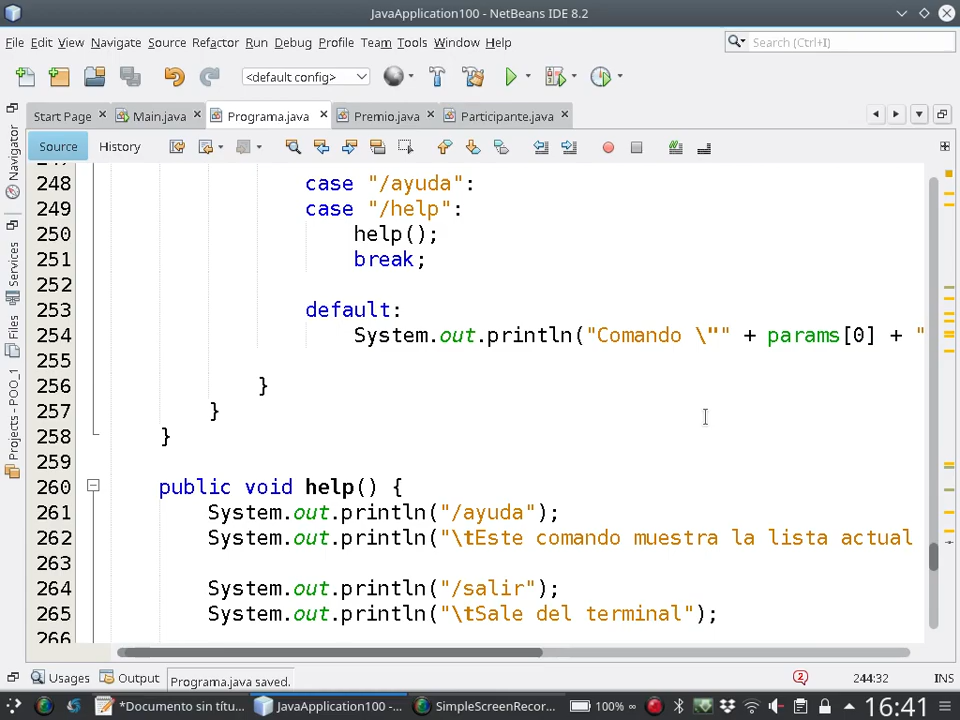 JavaApplication100 - NetBeans IDE 8.2
File Edit View Navigate Source Refactor Run Debug Profile Team Tools Window Help
Search (Ctrl+I)
<default config>
Start Page Main.java Programa.java Premio.java Participante.java
Source History
Navigator
Services
Files
Projects - POO_1
248 case "/ayuda":
249 case "/help":
250 help();
251 break;
252
253 default:
254 System.out.println("Comando \"" + params[0] + "
255
256 }
257 }
258 }
259
260 public void help() {
261 System.out.println("/ayuda");
262 System.out.println("\tEste comando muestra la lista actual
263
264 System.out.println("/salir");
265 System.out.println("\tSale del terminal");
266
Usages Output Programa.java saved. 2 244:32 INS
*Documento sin títu... JavaApplication100 -... SimpleScreenRecor... 100% ∞ 16:41